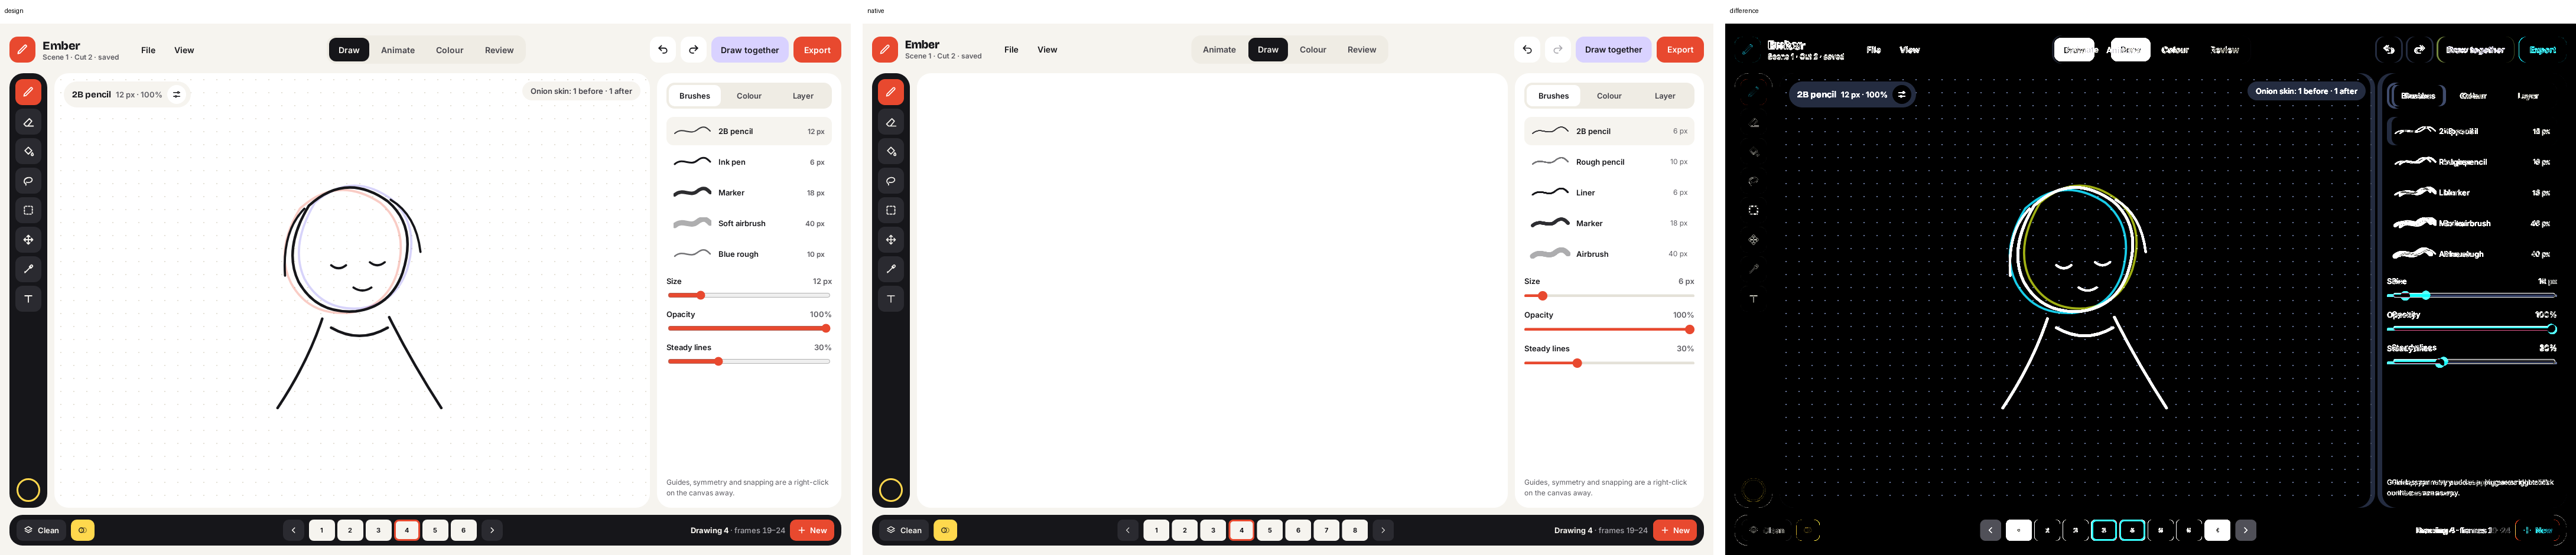 design
Ember
Scene 1 · Cut 2 · saved
File View
Draw Animate Colour Review
Draw together Export
2B pencil 12 px · 100%
Onion skin: 1 before · 1 after
Brushes Colour Layer
2B pencil 12 px
Ink pen 6 px
Marker 18 px
Soft airbrush 40 px
Blue rough 10 px
Size 12 px
Opacity 100%
Steady lines 30%
Guides, symmetry and snapping are a right-click
on the canvas away.
Clean
1 2 3 4 5 6
Drawing 4 · frames 19–24
+ New
native
Ember
Scene 1 · Cut 2 · saved
File View
Animate Draw Colour Review
Draw together Export
Brushes Colour Layer
2B pencil 6 px
Rough pencil 10 px
Liner 6 px
Marker 18 px
Airbrush 40 px
Size 6 px
Opacity 100%
Steady lines 30%
Guides, symmetry and snapping are a right-click
on the canvas away.
Clean
1 2 3 4 5 6 7 8
Drawing 4 · frames 19–24
+ New
difference
File View
Colour Review
Export
2B pencil 12 px · 100%
Onion skin: 1 before · 1 after